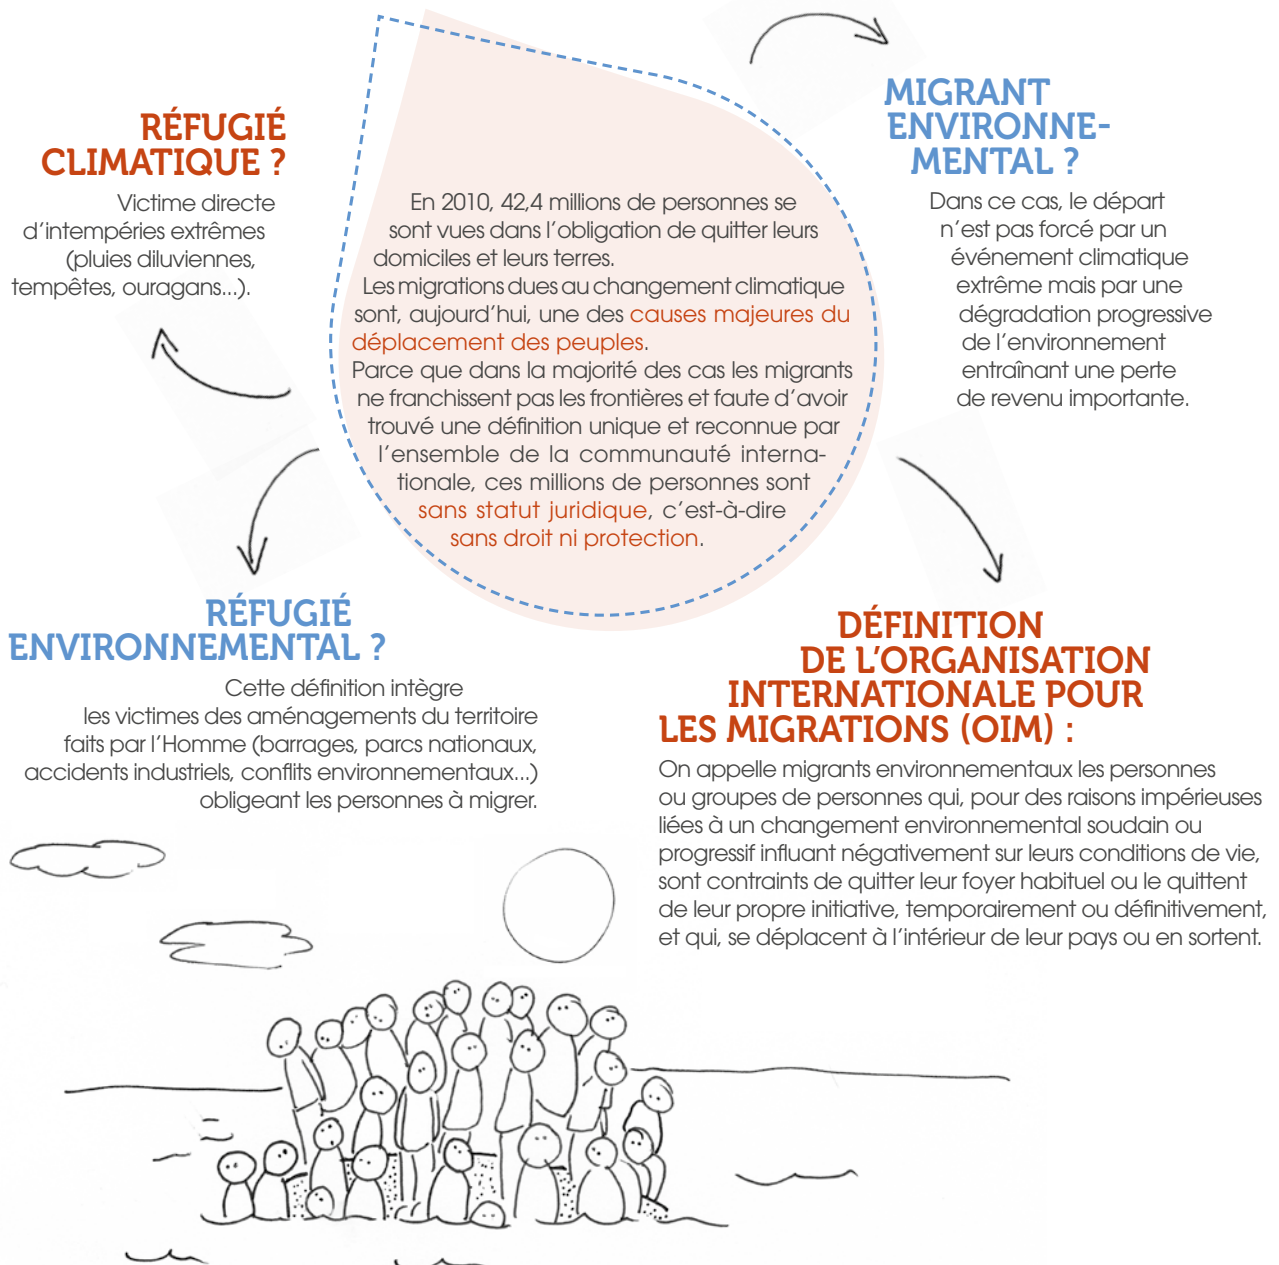 RÉFUGIÉ
CLIMATIQUE ?
Victime directe
d'intempéries extrêmes
(pluies diluviennes,
tempêtes, ouragans...).
En 2010, 42,4 millions de personnes se
sont vues dans l'obligation de quitter leurs
domiciles et leurs terres.
Les migrations dues au changement climatique
sont, aujourd'hui, une des causes majeures du
déplacement des peuples.
Parce que dans la majorité des cas les migrants
ne franchissent pas les frontières et faute d'avoir
trouvé une définition unique et reconnue par
l'ensemble de la communauté interna-
tionale, ces millions de personnes sont
sans statut juridique, c'est-à-dire
sans droit ni protection.
MIGRANT
ENVIRONNE-
MENTAL ?
Dans ce cas, le départ
n'est pas forcé par un
événement climatique
extrême mais par une
dégradation progressive
de l'environnement
entraînant une perte
de revenu importante.
RÉFUGIÉ
ENVIRONNEMENTAL ?
Cette définition intègre
les victimes des aménagements du territoire
faits par l'Homme (barrages, parcs nationaux,
accidents industriels, conflits environnementaux...)
obligeant les personnes à migrer.
DÉFINITION
DE L'ORGANISATION
INTERNATIONALE POUR
LES MIGRATIONS (OIM) :
On appelle migrants environnementaux les personnes
ou groupes de personnes qui, pour des raisons impérieuses
liées à un changement environnemental soudain ou
progressif influant négativement sur leurs conditions de vie,
sont contraints de quitter leur foyer habituel ou le quittent
de leur propre initiative, temporairement ou définitivement,
et qui, se déplacent à l'intérieur de leur pays ou en sortent.